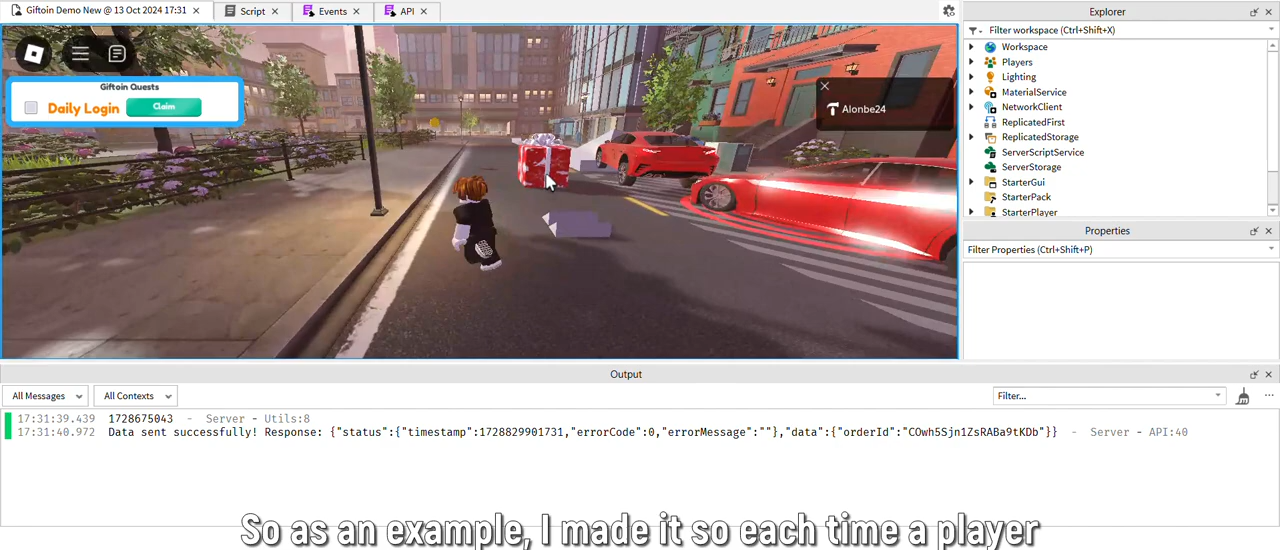 Giftoin Demo New @ 13 Oct 2024 17:31
Script
Events
API
Giftoin Quests
Daily Login
Claim
Alonbe24
Explorer
Filter workspace (Ctrl+Shift+X)
Workspace
Players
Lighting
MaterialService
NetworkClient
ReplicatedFirst
ReplicatedStorage
ServerScriptService
ServerStorage
StarterGui
StarterPack
StarterPlayer
Properties
Filter Properties (Ctrl+Shift+P)
Output
All Messages
All Contexts
Filter...
17:31:39.439 1728675043 - Server - Utils:8
17:31:40.972 Data sent successfully! Response: {"status":{"timestamp":1728829901731,"errorCode":0,"errorMessage":""},"data":{"orderId":"COwh5Sjn1ZsRABa9tKDb"}} - Server - API:40
So as an example, I made it so each time a player